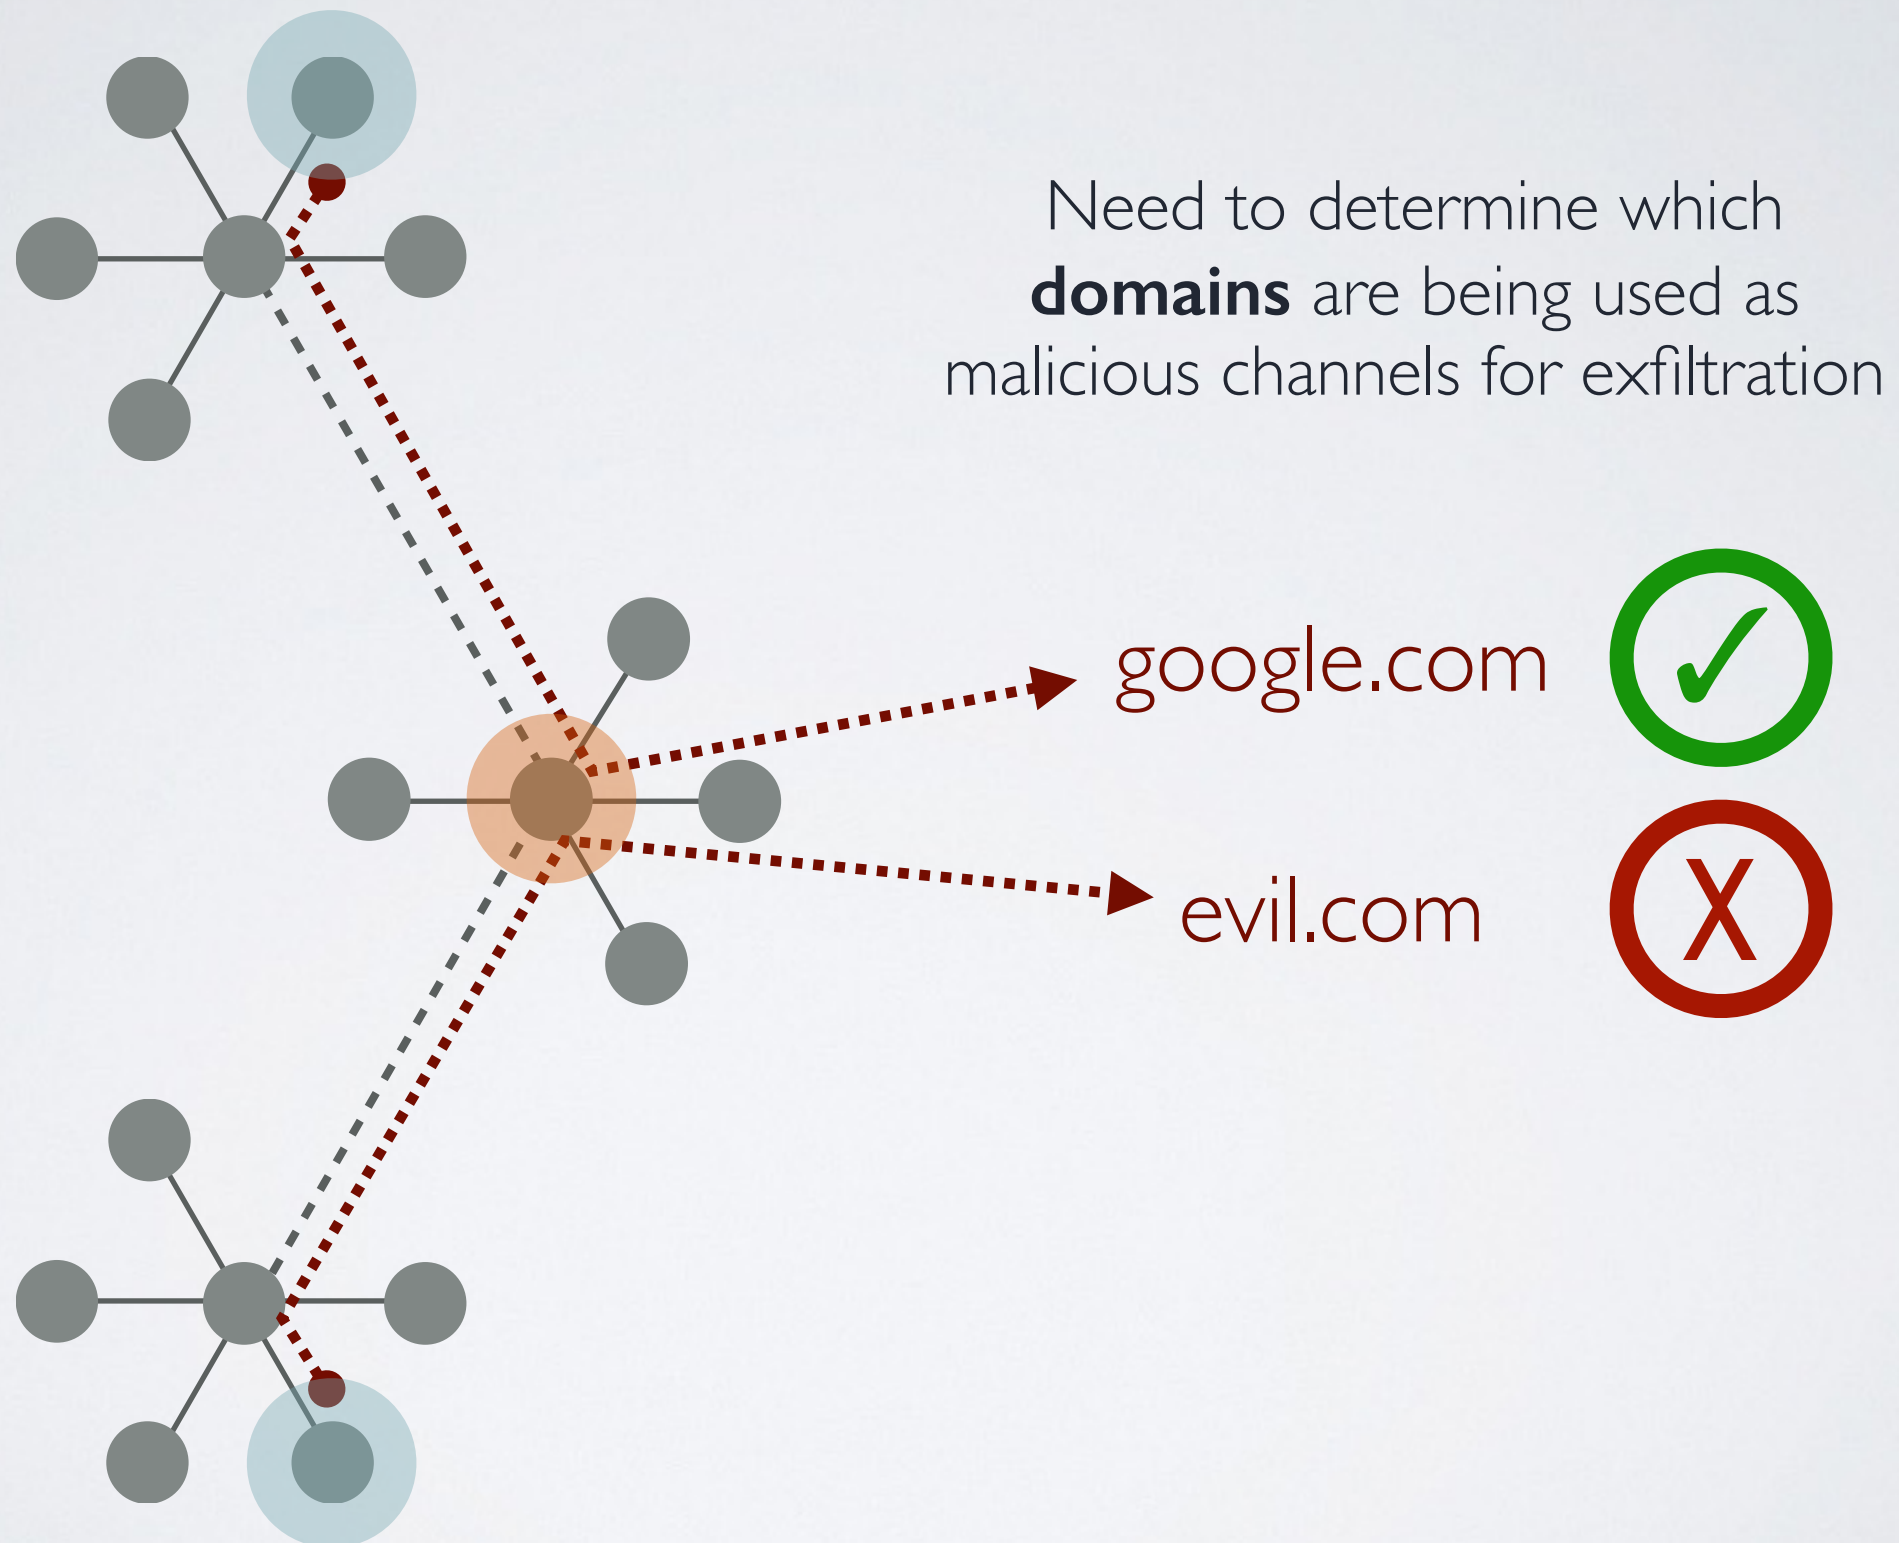 Need to determine which
domains are being used as
malicious channels for exfiltration
google.com
✓
evil.com
X